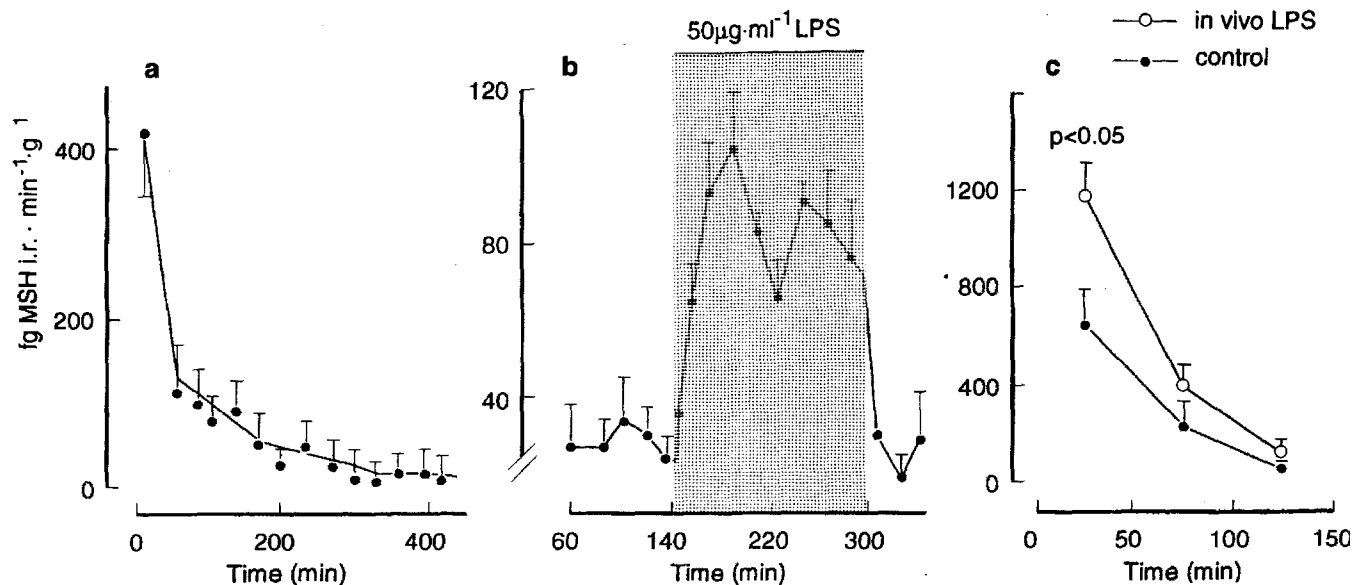 50µg·ml⁻¹ LPS
in vivo LPS
control
a
b
c
fg MSH i.r. · min⁻¹·g ¹
400
200
0
0 200 400
Time (min)
120
80
40
60 140 220 300
Time (min)
p<0.05
1200
800
400
0
0 50 100 150
Time (min)